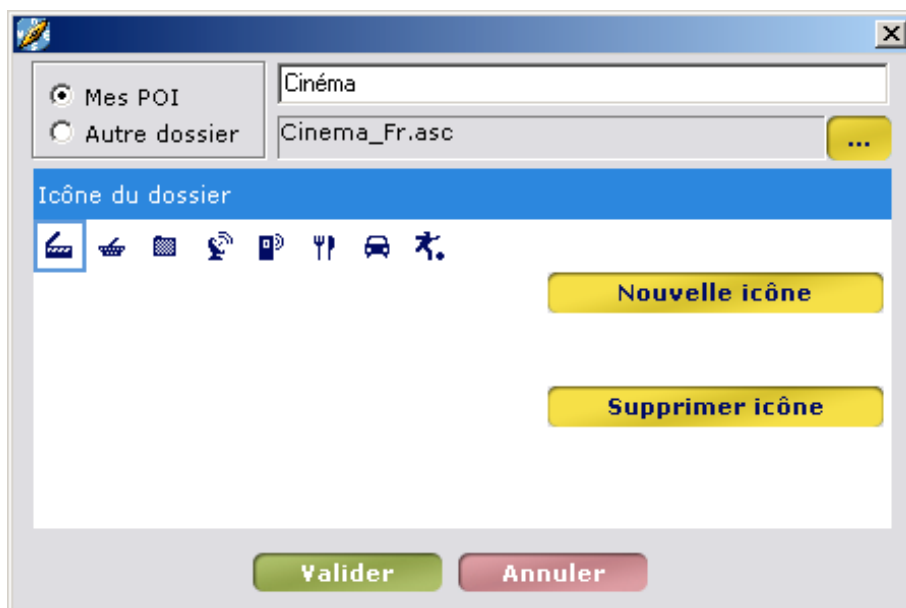 Mes POI
Cinéma
Autre dossier
Cinema_Fr.asc
...
Icône du dossier
Nouvelle icône
Supprimer icône
Valider
Annuler